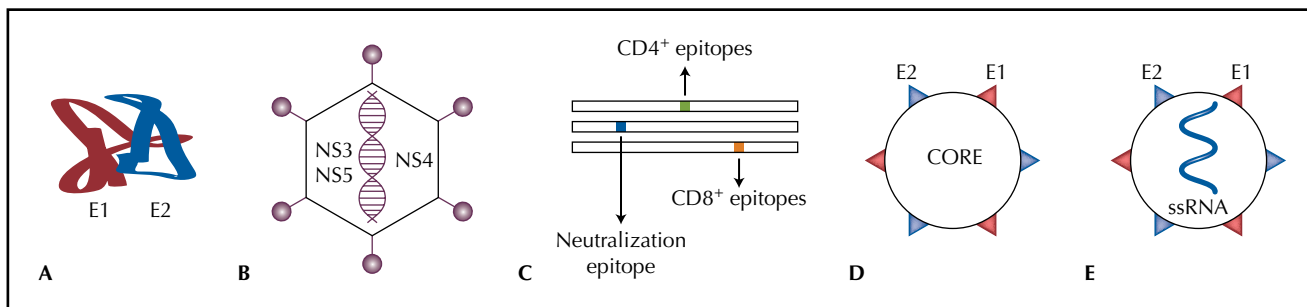 E1 E2
A
NS3
NS5
NS4
B
CD4+ epitopes
CD8+ epitopes
Neutralization
epitope
C
E2 E1
CORE
D
E2 E1
ssRNA
E